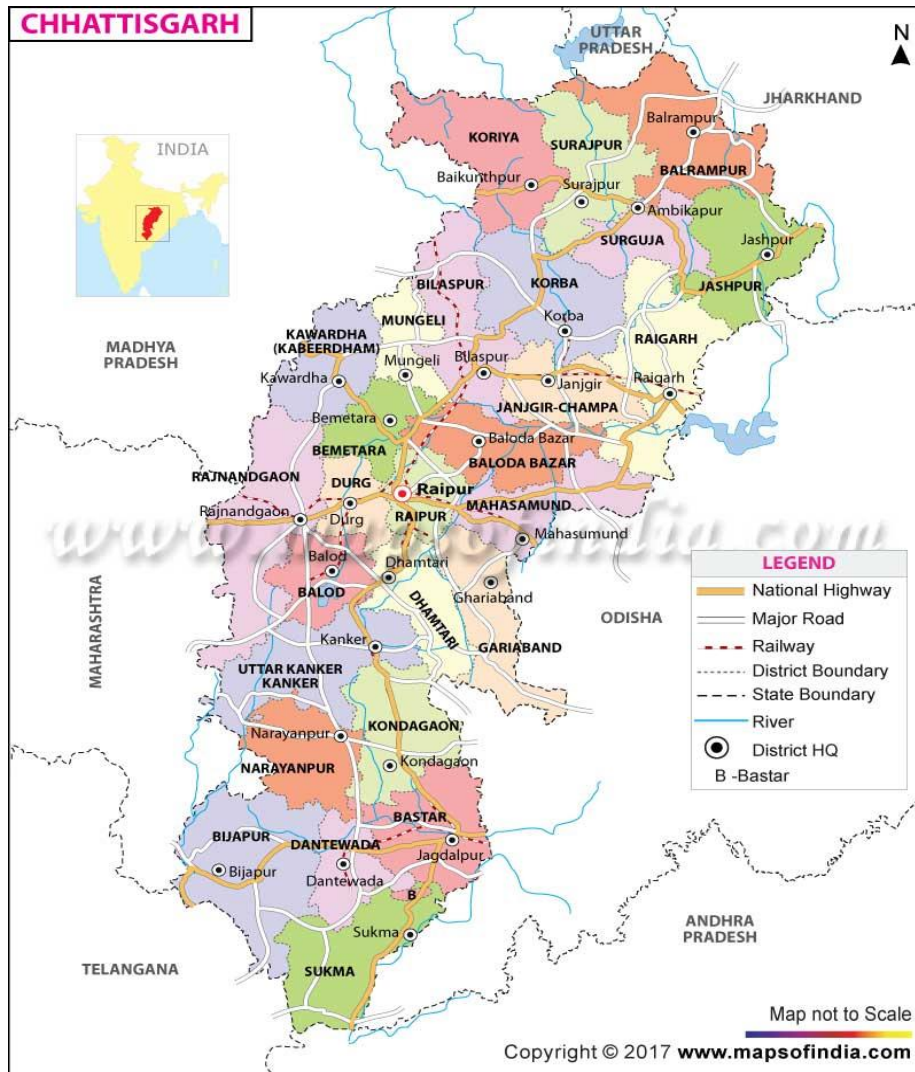 CHHATTISGARH
UTTAR
PRADESH
N
JHARKHAND
INDIA
KORIYA
SURAJPUR
Balrampur
BALRAMPUR
Baikunthpur
Surajpur
Ambikapur
SURGUJA
Jashpur
JASHPUR
BILASPUR
KORBA
MUNGELI
Korba
KAWARDHA
(KABEERDHAM)
RAIGARH
MADHYA
PRADESH
Mungeli
Bilaspur
Kawardha
Janjgir
Raigarh
JANJGIR-CHAMPA
Bemetara
BEMETARA
Baloda Bazar
BALODA BAZAR
RAJNANDGAON
DURG
Raipur
MAHASAMUND
Rajnandgaon
Durg
RAIPUR
Mahasumund
www.mapsofindia.com
Balod
BALOD
Dhamtari
DHAMTARI
Ghariaband
GARIABAND
ODISHA
MAHARASHTRA
Kanker
UTTAR KANKER
KANKER
KONDAGAON
Narayanpur
NARAYANPUR
Kondagaon
BASTAR
BIJAPUR
DANTEWADA
Jagdalpur
Bijapur
Dantewada
B
Sukma
SUKMA
TELANGANA
ANDHRA
PRADESH
LEGEND
National Highway
Major Road
Railway
District Boundary
State Boundary
River
District HQ
B -Bastar
Map not to Scale
Copyright © 2017 www.mapsofindia.com